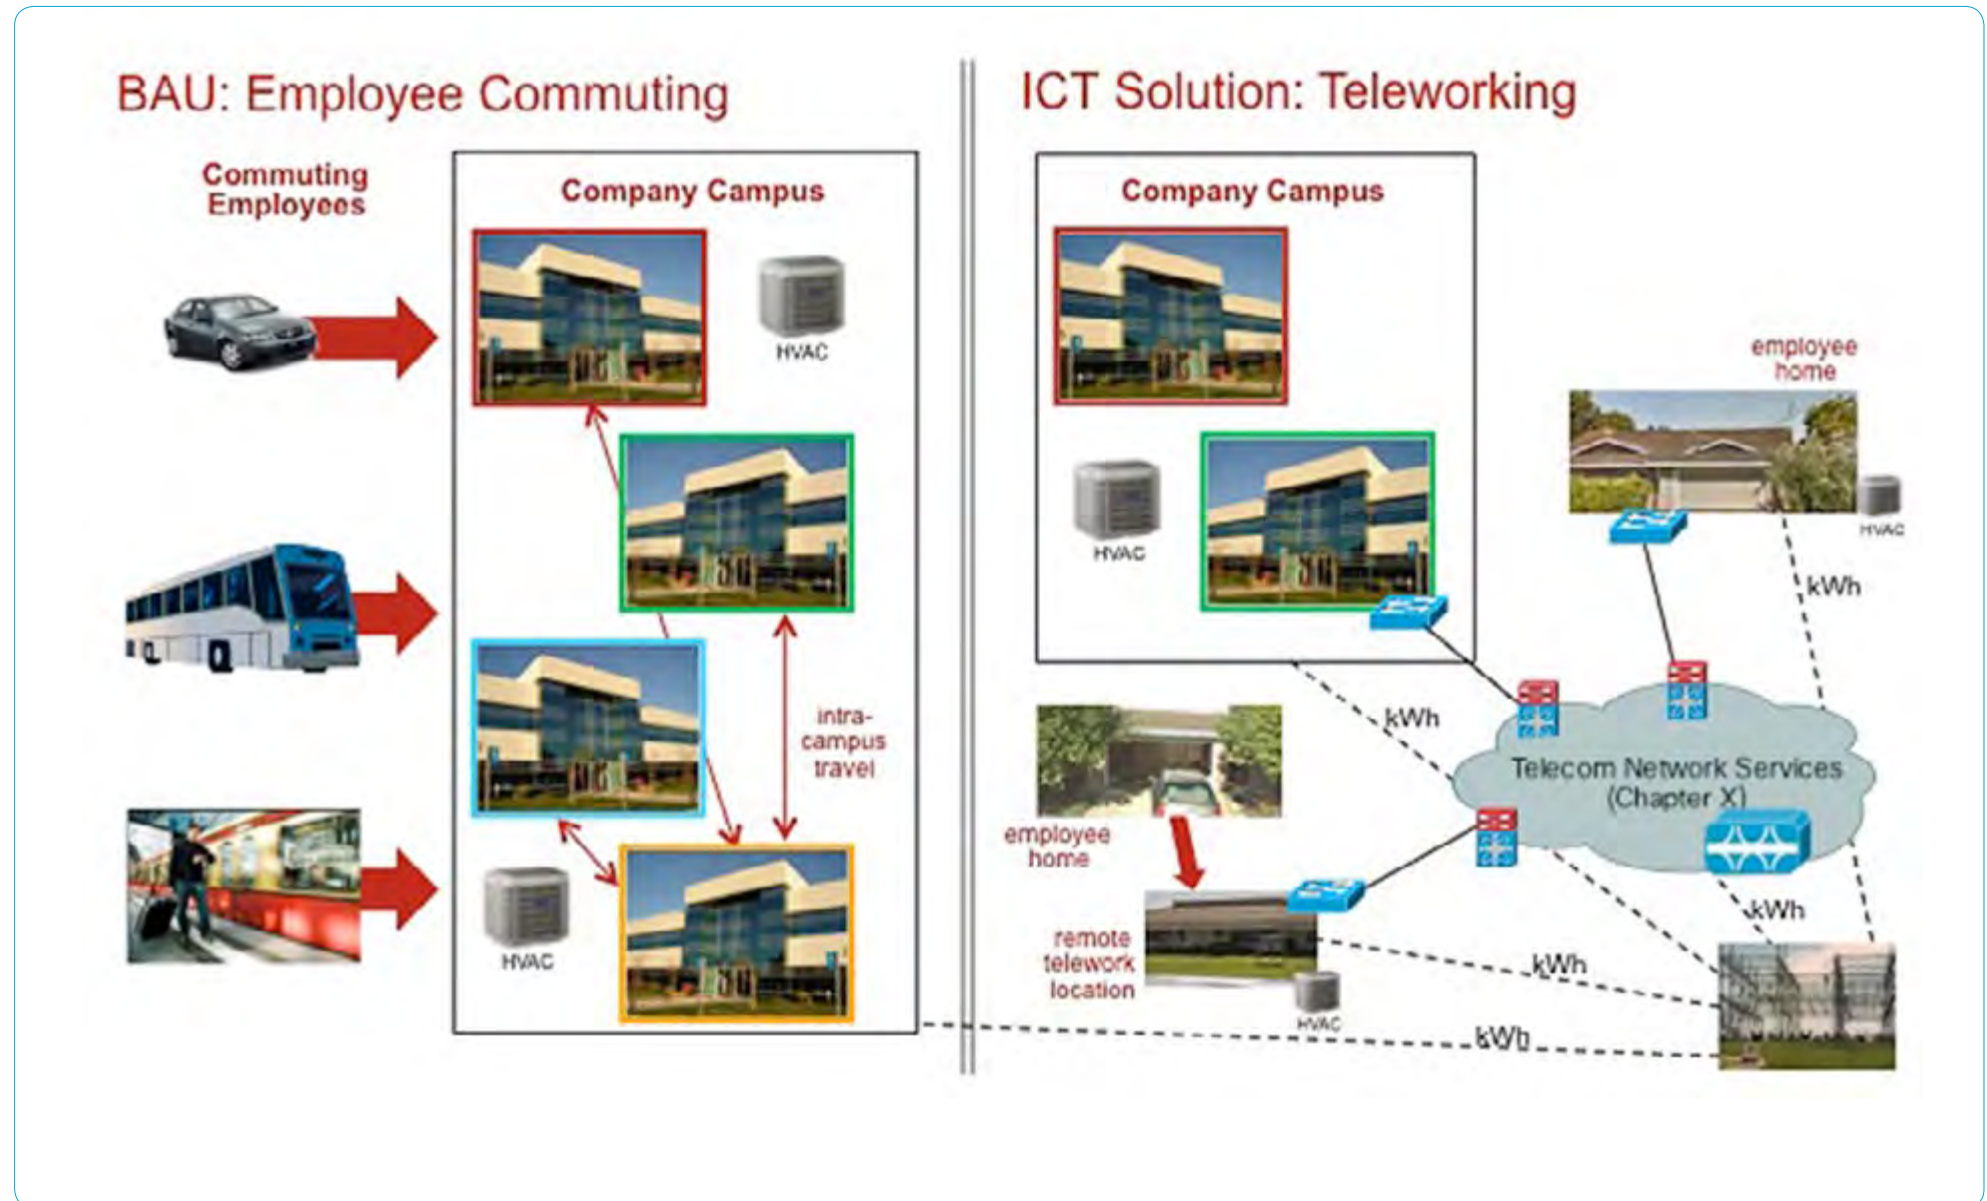 BAU: Employee Commuting
Commuting
Employees
Company Campus
HVAC
intra-
campus
travel
HVAC
ICT Solution: Teleworking
Company Campus
HVAC
employee
home
HVAC
kWh
kWh
Telecom Network Services
(Chapter X)
employee
home
kWh
remote
telework
location
kWh
HVAC
kWh